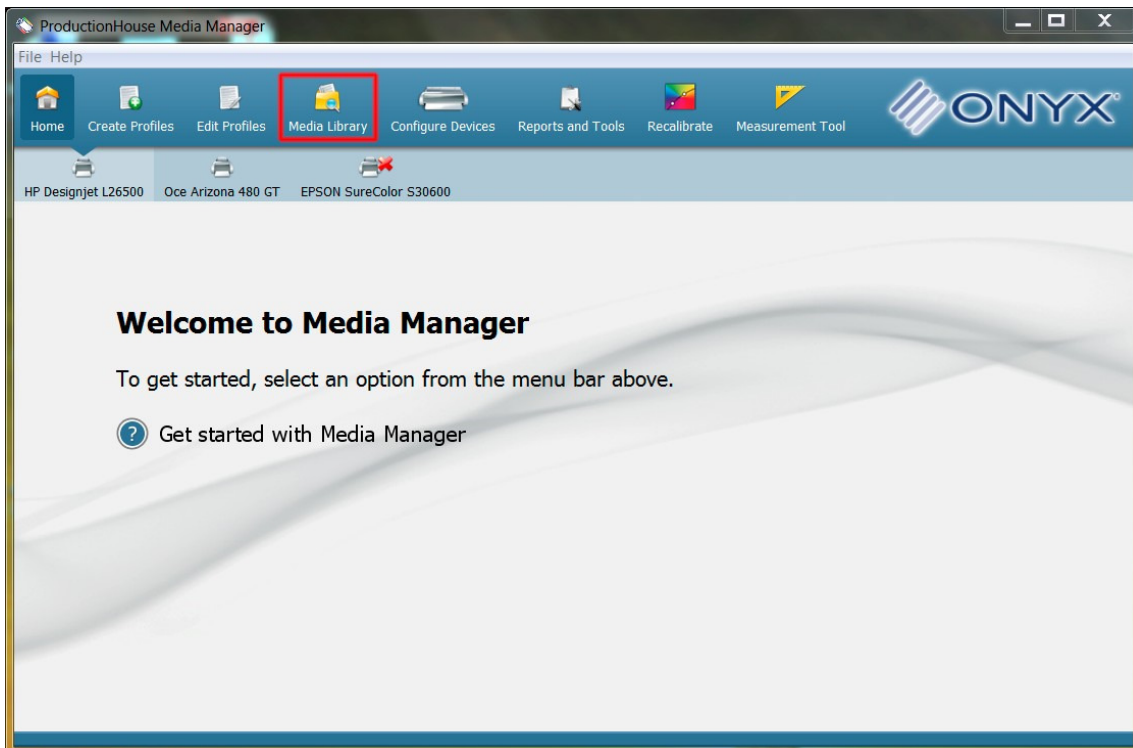 ProductionHouse Media Manager
File Help
Home Create Profiles Edit Profiles Media Library Configure Devices Reports and Tools Recalibrate Measurement Tool ONYX
HP Designjet L26500 Oce Arizona 480 GT EPSON SureColor S30600
Welcome to Media Manager
To get started, select an option from the menu bar above.
? Get started with Media Manager